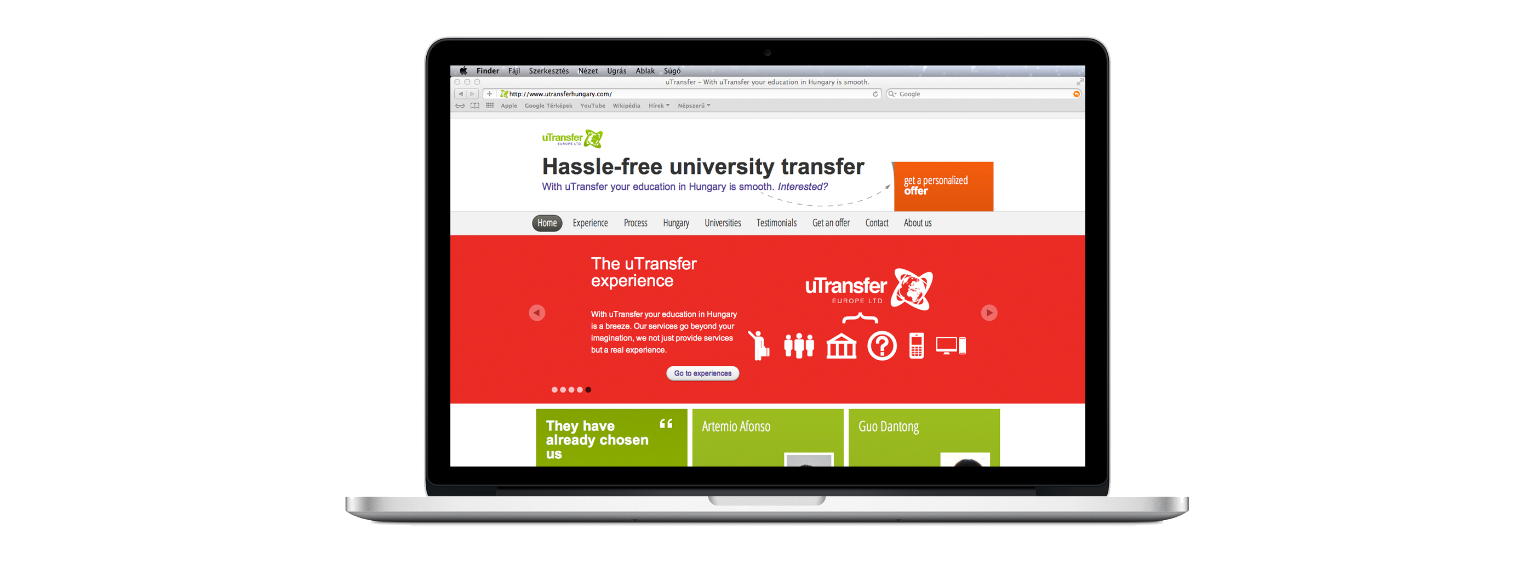 Finder Fájl Szerkesztés Nézet Ugrás Ablak Súgó
uTransfer – With uTransfer your education in Hungary is smooth.
http://www.utransferhungary.com/
Google
Apple Google Térképek YouTube Wikipédia Hírek Népszerű
uTransfer
EUROPE LTD.
Hassle-free university transfer
With uTransfer your education in Hungary is smooth. Interested?
get a personalized
offer
Home Experience Process Hungary Universities Testimonials Get an offer Contact About us
The uTransfer
experience
With uTransfer your education in Hungary
is a breeze. Our services go beyond your
imagination, we not just provide services
but a real experience.
Go to experiences
uTransfer
EUROPE LTD.
?
They have
already chosen
us
“
Artemio Afonso
Guo Dantong